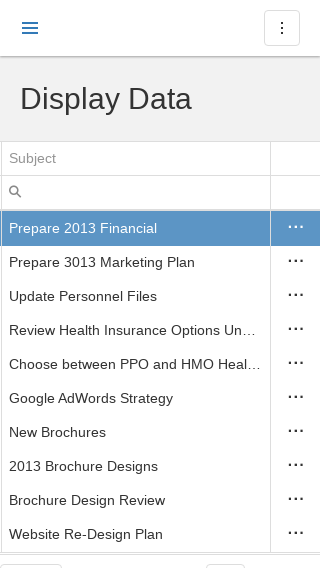 Display Data
Subject
Prepare 2013 Financial
Prepare 3013 Marketing Plan
Update Personnel Files
Review Health Insurance Options Un…
Choose between PPO and HMO Heal…
Google AdWords Strategy
New Brochures
2013 Brochure Designs
Brochure Design Review
Website Re-Design Plan